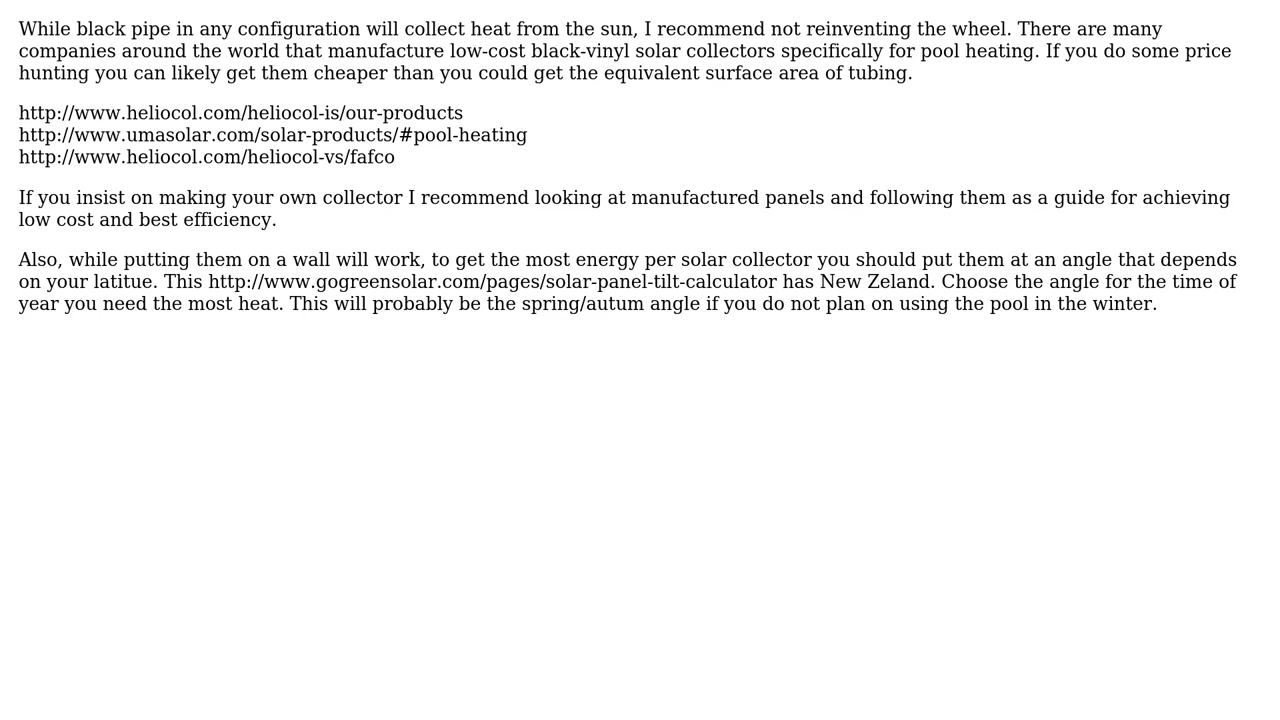 While black pipe in any configuration will collect heat from the sun, I recommend not reinventing the wheel. There are many
companies around the world that manufacture low-cost black-vinyl solar collectors specifically for pool heating. If you do some price
hunting you can likely get them cheaper than you could get the equivalent surface area of tubing.
http://www.heliocol.com/heliocol-is/our-products
http://www.umasolar.com/solar-products/#pool-heating
http://www.heliocol.com/heliocol-vs/fafco
If you insist on making your own collector I recommend looking at manufactured panels and following them as a guide for achieving
low cost and best efficiency.
Also, while putting them on a wall will work, to get the most energy per solar collector you should put them at an angle that depends
on your latitue. This http://www.gogreensolar.com/pages/solar-panel-tilt-calculator has New Zeland. Choose the angle for the time of
year you need the most heat. This will probably be the spring/autum angle if you do not plan on using the pool in the winter.